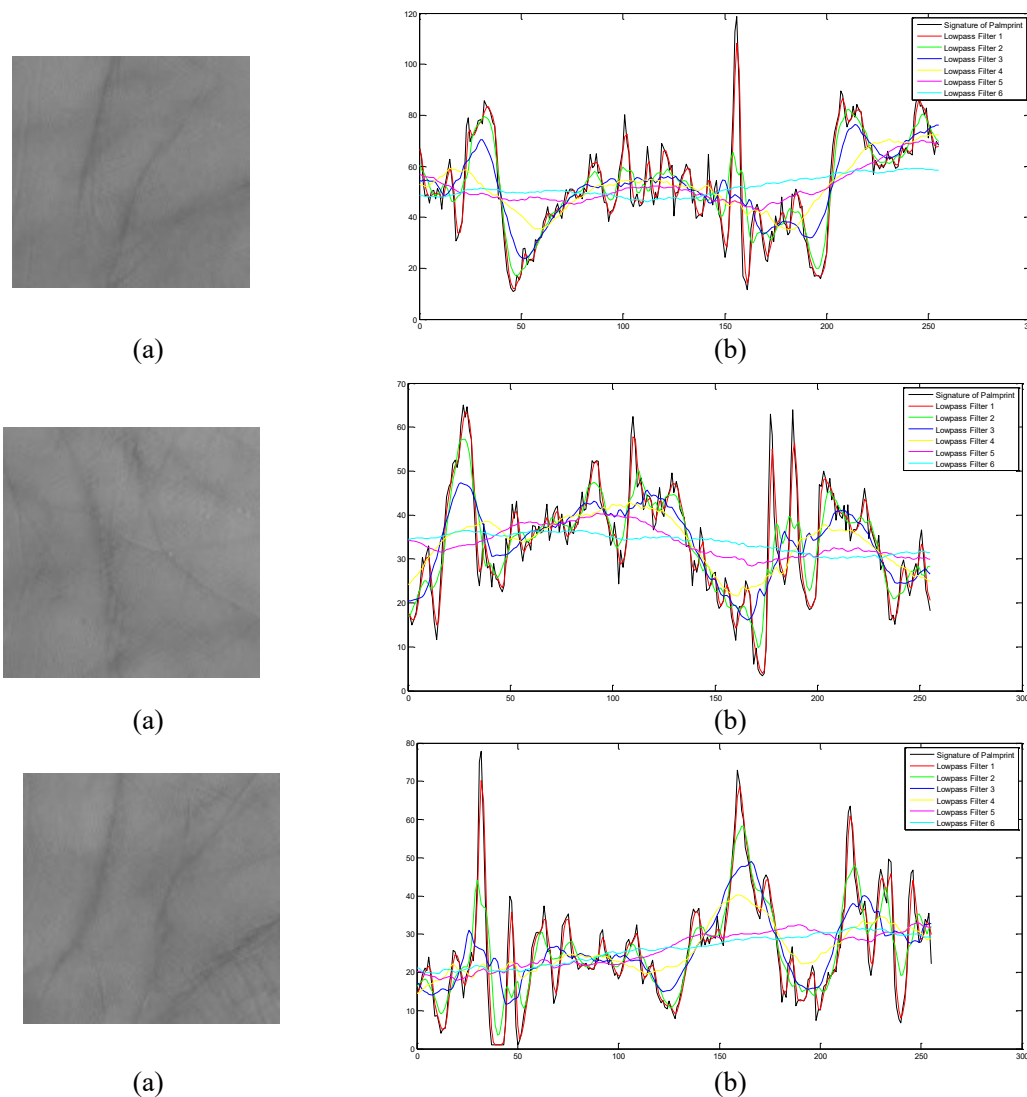 120
100
80
60
40
20
0
0 50 100 150 200 250 30
Signature of Palmprint
Lowpass Filter 1
Lowpass Filter 2
Lowpass Filter 3
Lowpass Filter 4
Lowpass Filter 5
Lowpass Filter 6
(a) (b)
70
60
50
40
30
20
10
0
0 50 100 150 200 250 300
Signature of Palmprint
Lowpass Filter 1
Lowpass Filter 2
Lowpass Filter 3
Lowpass Filter 4
Lowpass Filter 5
Lowpass Filter 6
(a) (b)
80
70
60
50
40
30
20
10
0
0 50 100 150 200 250 300
Signature of Palmprint
Lowpass Filter 1
Lowpass Filter 2
Lowpass Filter 3
Lowpass Filter 4
Lowpass Filter 5
Lowpass Filter 6
(a) (b)